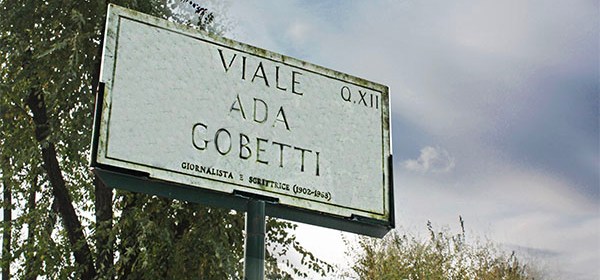 VIALE
Q.XII
ADA
GOBETTI
GIORNALISTA E SCRITTRICE (1902-1968)